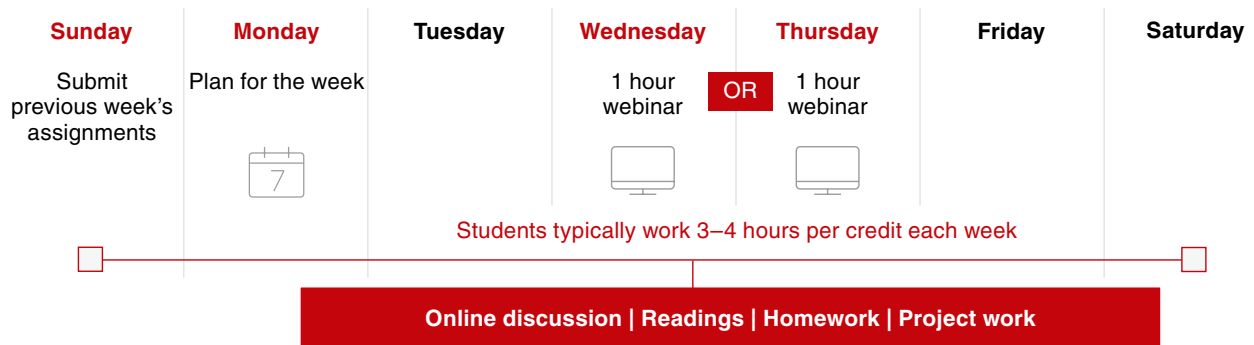 Sunday
Monday
Tuesday
Wednesday
Thursday
Friday
Saturday
Submit
previous week's
assignments
Plan for the week
7
1 hour
webinar
OR
1 hour
webinar
Students typically work 3–4 hours per credit each week
Online discussion | Readings | Homework | Project work